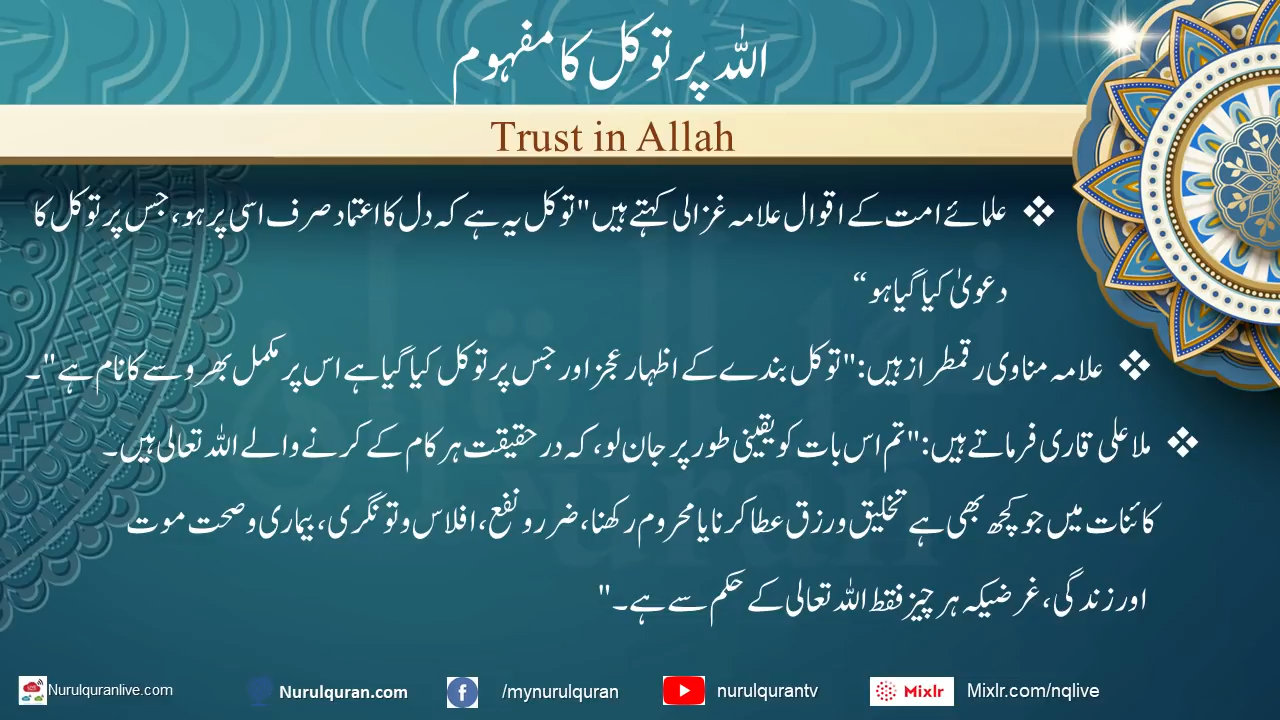 اللہ پر توکل کا مفہوم
Trust in Allah
❖ علمائے امت کے اقوال علامہ غزالی کہتے ہیں "توکل یہ ہے کہ دل کا اعتماد صرف اسی پر ہو، جس پر توکل کا
دعویٰ کیا گیا ہو“
❖ علامہ مناوی رقمطراز ہیں: "توکل بندے کے اظہار عجز اور جس پر توکل کیا گیا ہے اس پر مکمل بھروسے کا نام ہے"۔
❖ ملا علی قاری فرماتے ہیں: "تم اس بات کو یقینی طور پر جان لو، کہ در حقیقت ہر کام کے کرنے والے اللہ تعالی ہیں۔
کائنات میں جو کچھ بھی ہے تخلیق و رزق عطا کرنا یا محروم رکھنا، ضرر و نفع، افلاس و تونگری، بیماری و صحت موت
اور زندگی، غرضیکہ ہر چیز فقط اللہ تعالی کے حکم سے ہے۔"
Nurulquranlive.com
Nurulquran.com
/mynurulquran
nurulqurantv
Mixlr
Mixlr.com/nqlive